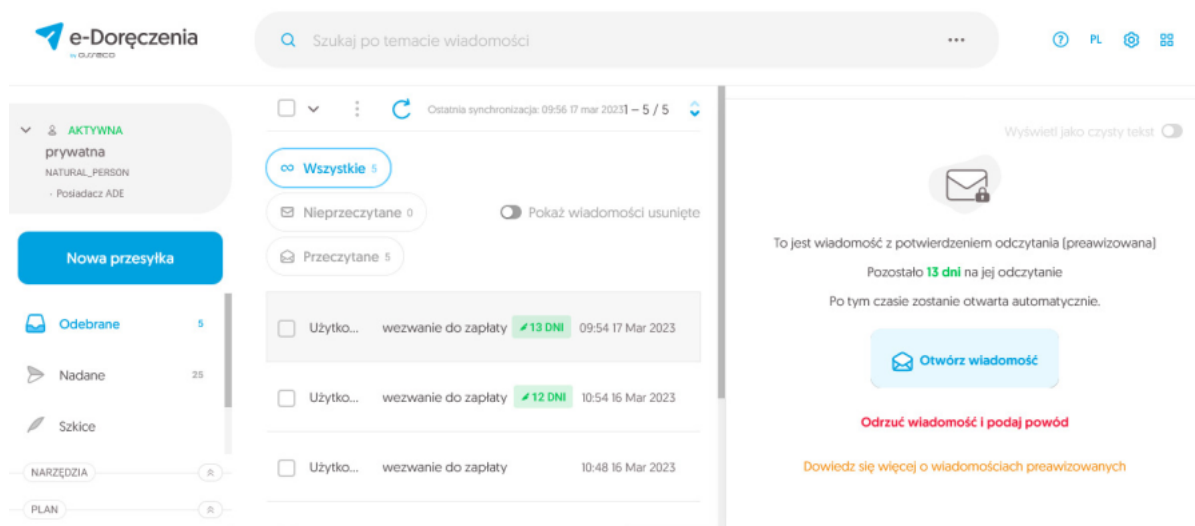 e-Doręczenia
by asseco
Szukaj po temacie wiadomości
...
?
PL
AKTYWNA
prywatna
NATURAL_PERSON
- Posiadacz ADE
Nowa przesyłka
Odebrane 5
Nadane 25
Szkice
NARZĘDZIA
PLAN
Ostatnia synchronizacja: 09:56 17 mar 2023 1 – 5 / 5
Wszystkie 5
Nieprzeczytane 0
Pokaż wiadomości usunięte
Przeczytane 5
Użytko... wezwanie do zapłaty 13 DNI 09:54 17 Mar 2023
Użytko... wezwanie do zapłaty 12 DNI 10:54 16 Mar 2023
Użytko... wezwanie do zapłaty 10:48 16 Mar 2023
Wyświetl jako czysty tekst
To jest wiadomość z potwierdzeniem odczytania (preawizowana)
Pozostało 13 dni na jej odczytanie
Po tym czasie zostanie otwarta automatycznie.
Otwórz wiadomość
Odrzuć wiadomość i podaj powód
Dowiedz się więcej o wiadomościach preawizowanych